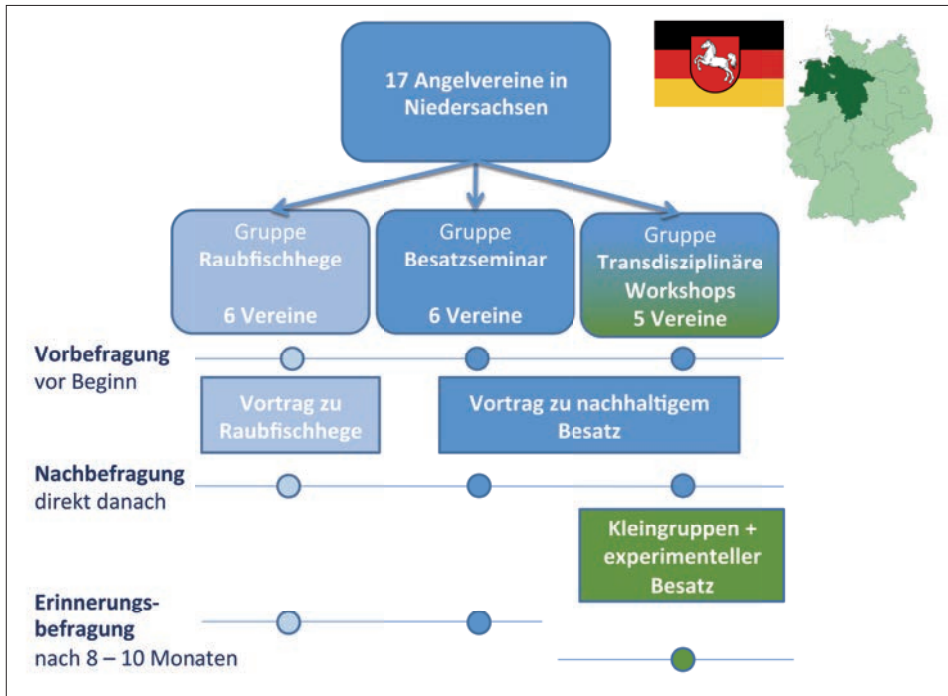 17 Angelvereine in
Niedersachsen
Gruppe
Raubfischhege
6 Vereine
Gruppe
Besatzseminar
6 Vereine
Gruppe
Transdisziplinäre
Workshops
5 Vereine
Vorbefragung
vor Beginn
Vortrag zu
Raubfischhege
Vortrag zu nachhaltigem
Besatz
Nachbefragung
direkt danach
Kleingruppen +
experimenteller
Besatz
Erinnerungs-
befragung
nach 8 – 10 Monaten